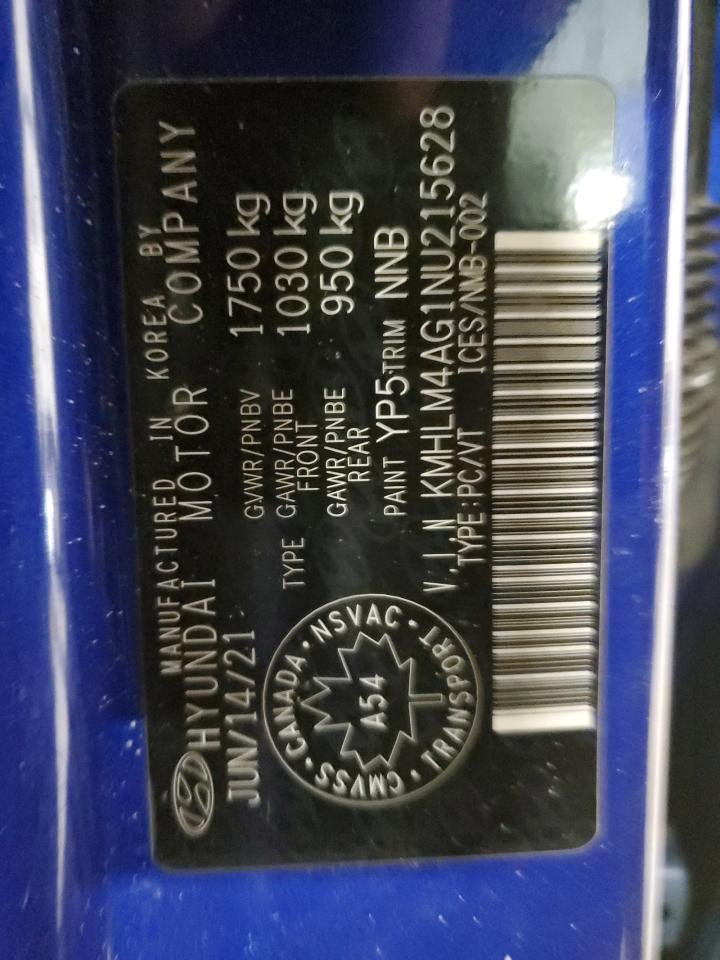 MANUFACTURED IN KOREA BY
HYUNDAI MOTOR COMPANY
JUN/14/21
GVWR/PNBV 1750 kg
TYPE GAWR/PNBE FRONT 1030 kg
GAWR/PNBE REAR 950 kg
PAINT YP5 TRIM NNB
V.I.N KMHLM4AG1NU215628
TYPE:PC/VT ICES/NMB-002
CANADA · NSVAC · TRANSPORT · CMVSS ·
A54